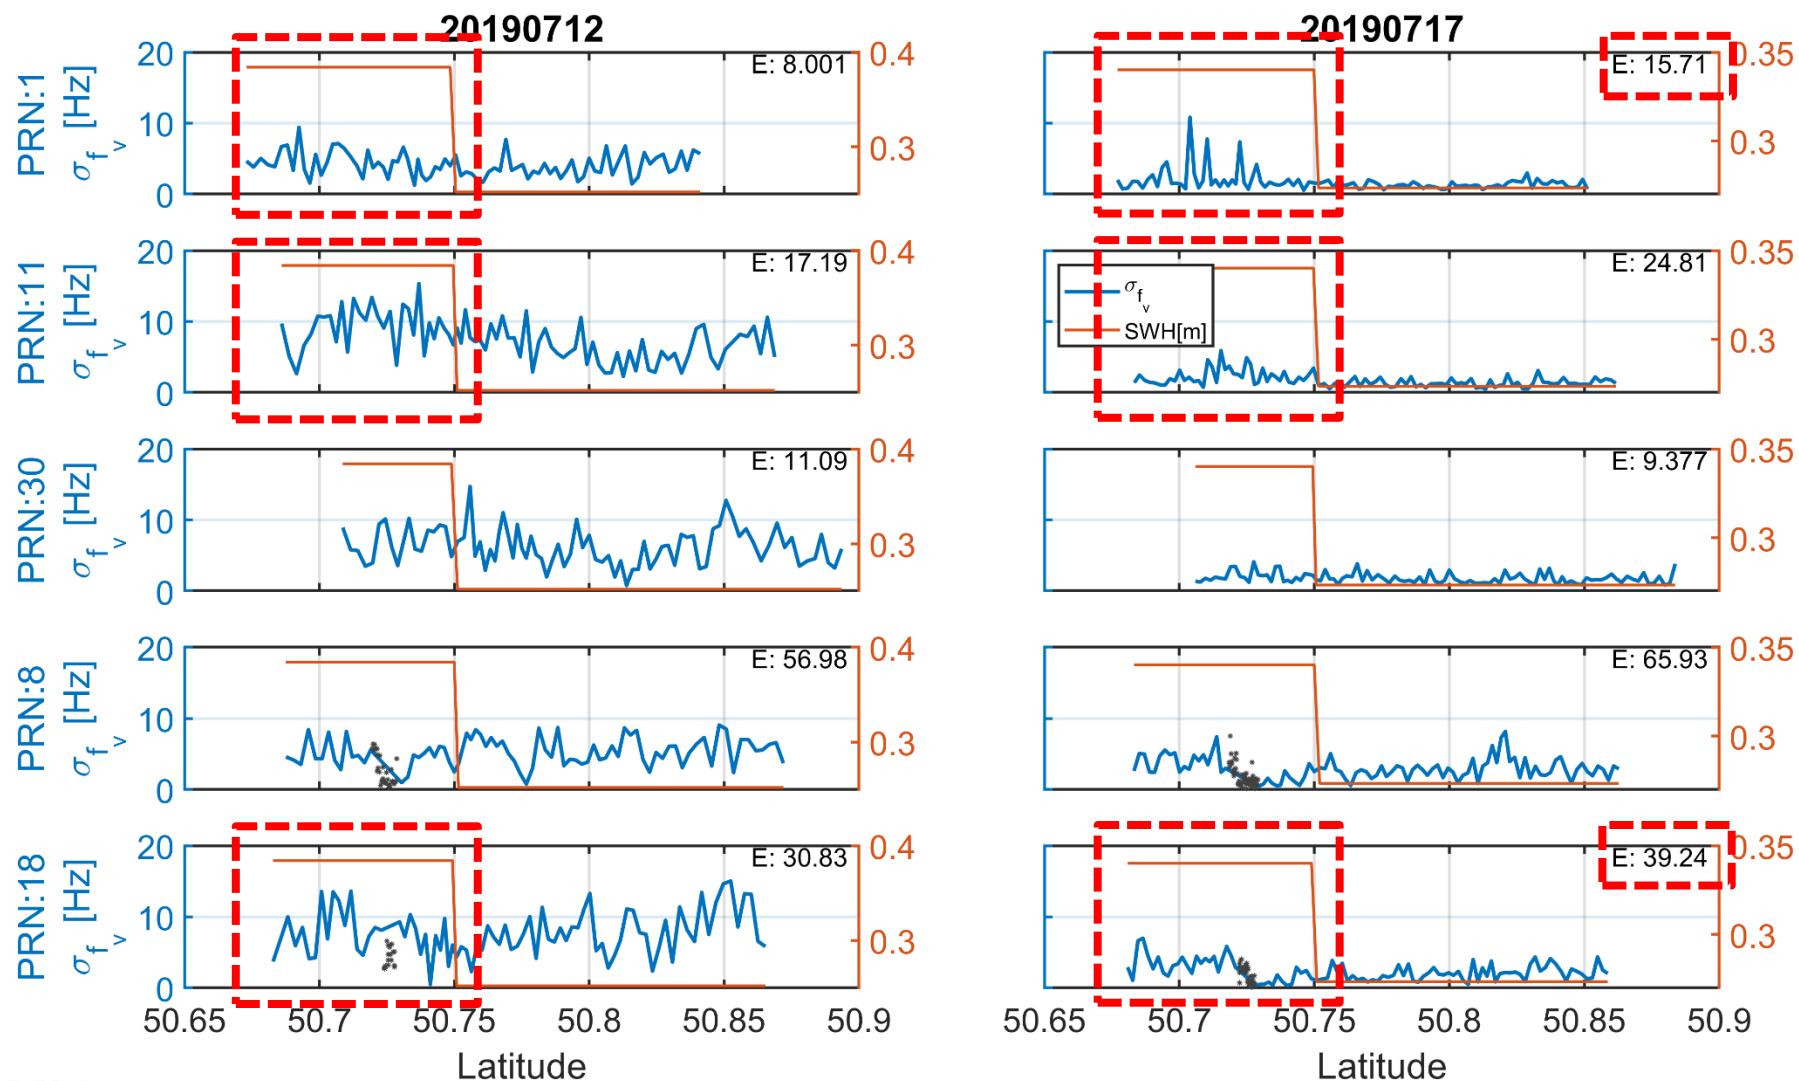 20190712
20190717
PRN:1
σ_f_v [Hz]
20
10
0
E: 8.001
0.4
0.3
E: 15.71
0.35
0.3
PRN:11
σ_f_v [Hz]
20
10
0
E: 17.19
0.4
0.3
σ_f_v
SWH[m]
E: 24.81
0.35
0.3
PRN:30
σ_f_v [Hz]
20
10
0
E: 11.09
0.4
0.3
E: 9.377
0.35
0.3
PRN:8
σ_f_v [Hz]
20
10
0
E: 56.98
0.4
0.3
E: 65.93
0.35
0.3
PRN:18
σ_f_v [Hz]
20
10
0
E: 30.83
0.4
0.3
E: 39.24
0.35
0.3
50.65 50.7 50.75 50.8 50.85 50.9
50.65 50.7 50.75 50.8 50.85 50.9
Latitude
Latitude